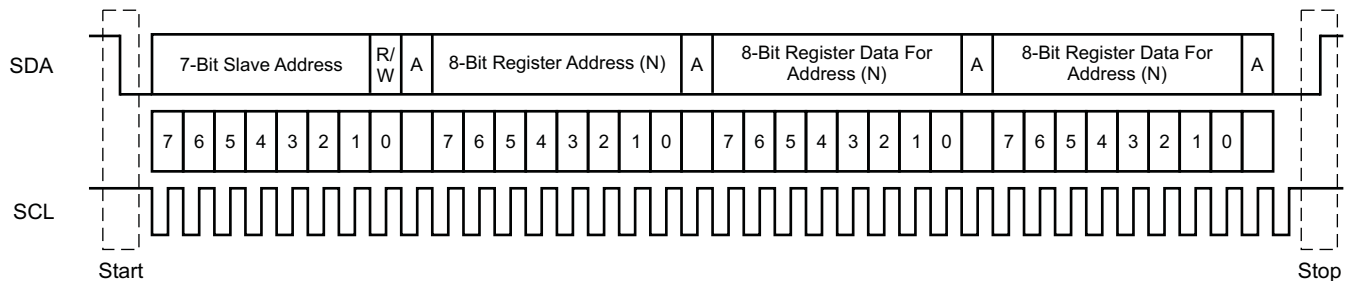 SDA
7-Bit Slave Address
R/
W
A
8-Bit Register Address (N)
A
8-Bit Register Data For
Address (N)
A
8-Bit Register Data For
Address (N)
A
7 6 5 4 3 2 1 0 7 6 5 4 3 2 1 0 7 6 5 4 3 2 1 0 7 6 5 4 3 2 1 0
SCL
Start
Stop